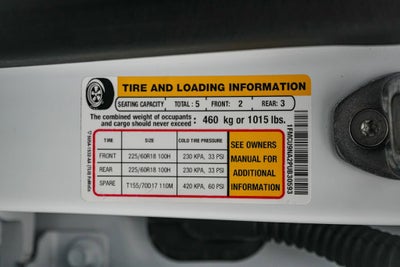 TIRE AND LOADING INFORMATION
SEATING CAPACITY TOTAL : 5 FRONT: 2 REAR: 3
The combined weight of occupants
and cargo should never exceed : 460 kg or 1015 lbs.
TIRE SIZE COLD TIRE PRESSURE
FRONT 225/60R18 100H 230 KPA, 33 PSI
REAR 225/60R18 100H 230 KPA, 33 PSI
SPARE T155/70D17 110M 420 KPA, 60 PSI
SEE OWNERS
MANUAL FOR
ADDITIONAL
INFORMATION